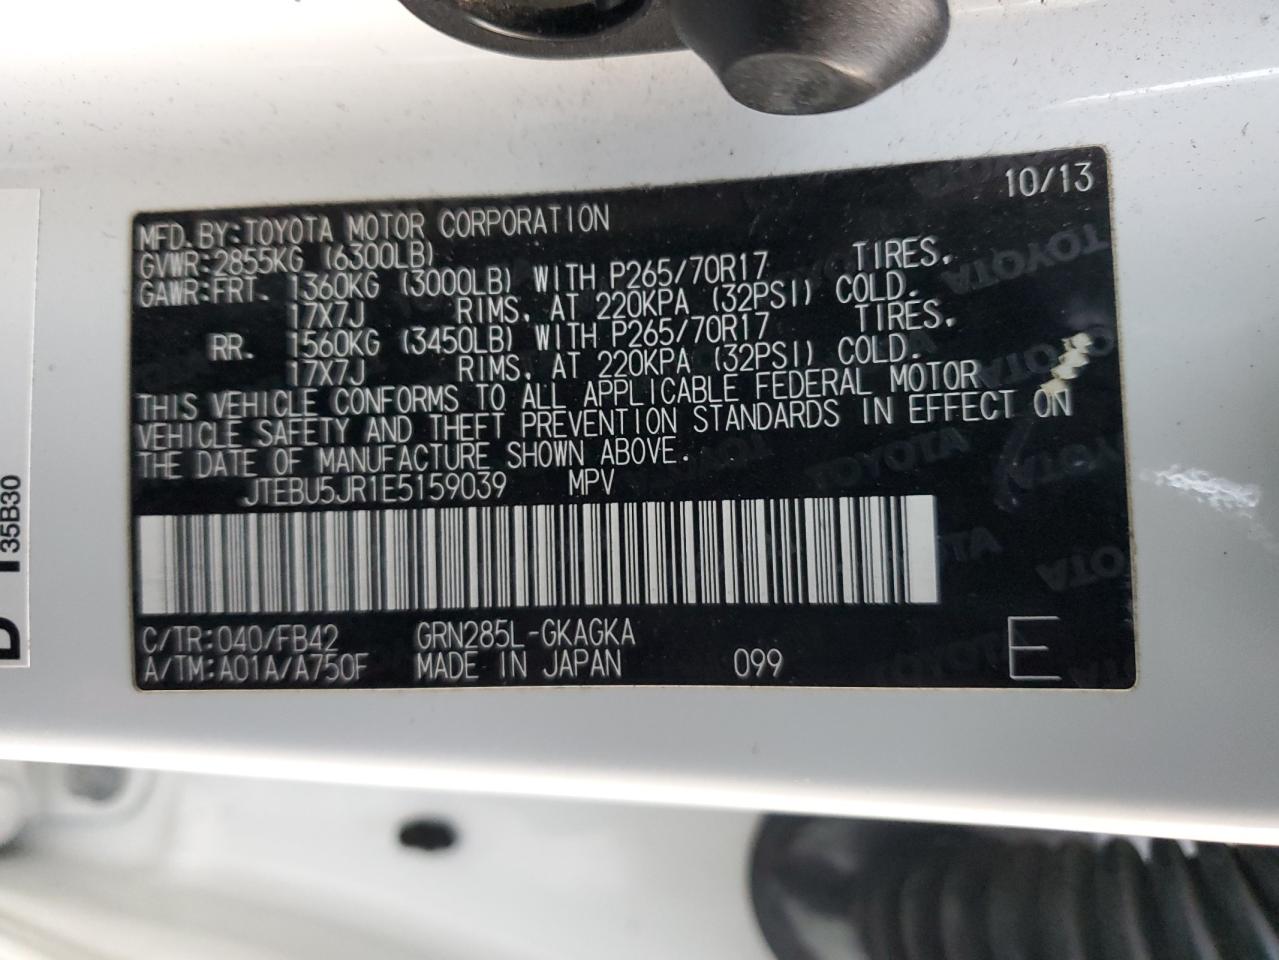 10/13
MFD. BY: TOYOTA MOTOR CORPORATION
GVWR: 2855KG (6300LB)
GAWR: FRT. 1360KG (3000LB) WITH P265/70R17 TIRES.
17X7J RIMS, AT 220KPA (32PSI) COLD.
RR. 1560KG (3450LB) WITH P265/70R17 TIRES.
17X7J RIMS, AT 220KPA (32PSI) COLD.
THIS VEHICLE CONFORMS TO ALL APPLICABLE FEDERAL MOTOR
VEHICLE SAFETY AND THEFT PREVENTION STANDARDS IN EFFECT ON
THE DATE OF MANUFACTURE SHOWN ABOVE.
JTEBU5JR1E5159039 MPV
C/TR: 040/FB42 GRN285L-GKAGKA
A/TM: A01A/A750F MADE IN JAPAN 099 E
35B30
TOYOTA